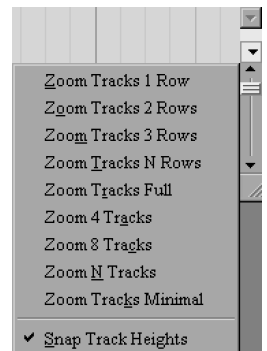 Zoom Tracks 1 Row
Zoom Tracks 2 Rows
Zoom Tracks 3 Rows
Zoom Tracks N Rows
Zoom Tracks Full
Zoom 4 Tracks
Zoom 8 Tracks
Zoom N Tracks
Zoom Tracks Minimal
Snap Track Heights